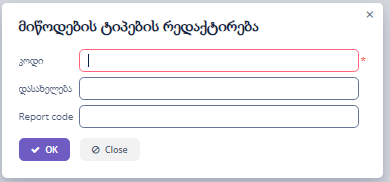 მიწოდების ტიპების რედაქტირება
კოდი *
დასახელება
Report code
OK Close